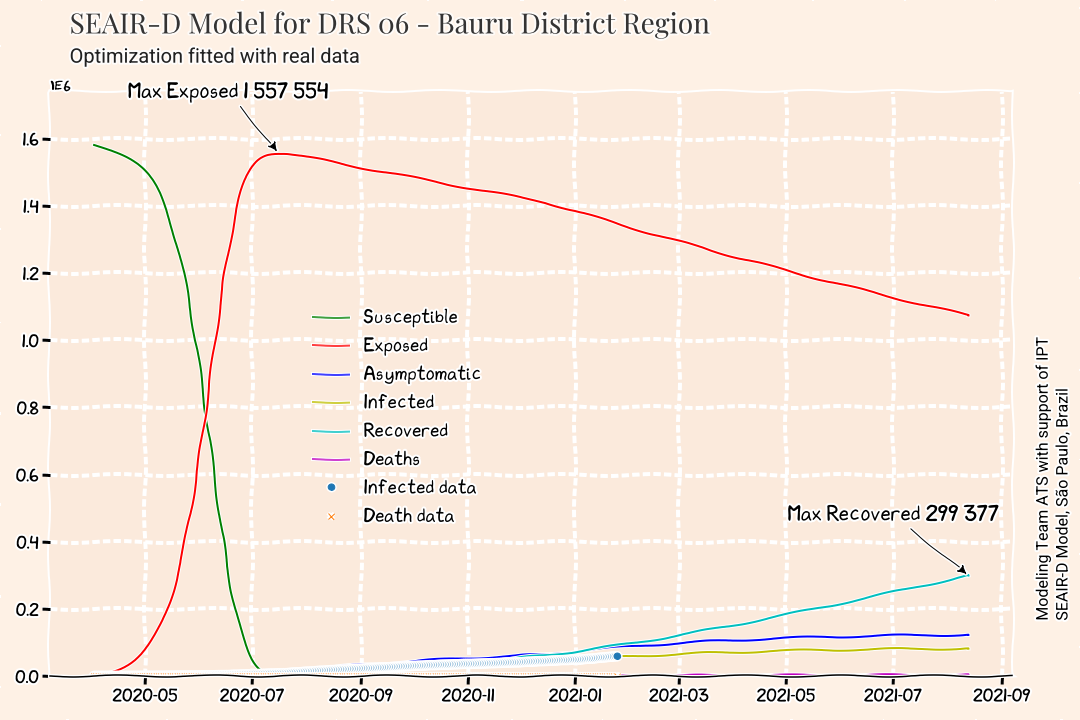 SEAIR-D Model for DRS 06 - Bauru District Region
Optimization fitted with real data
1E6
Max Exposed 1 557 554
1.6
1.4
1.2
1.0
0.8
0.6
0.4
0.2
0.0
Susceptible
Exposed
Asymptomatic
Infected
Recovered
Deaths
Infected data
Death data
Max Recovered 299 377
2020-05
2020-07
2020-09
2020-11
2021-01
2021-03
2021-05
2021-07
2021-09
Modeling Team ATS with support of IPT
SEAIR-D Model, São Paulo, Brazil